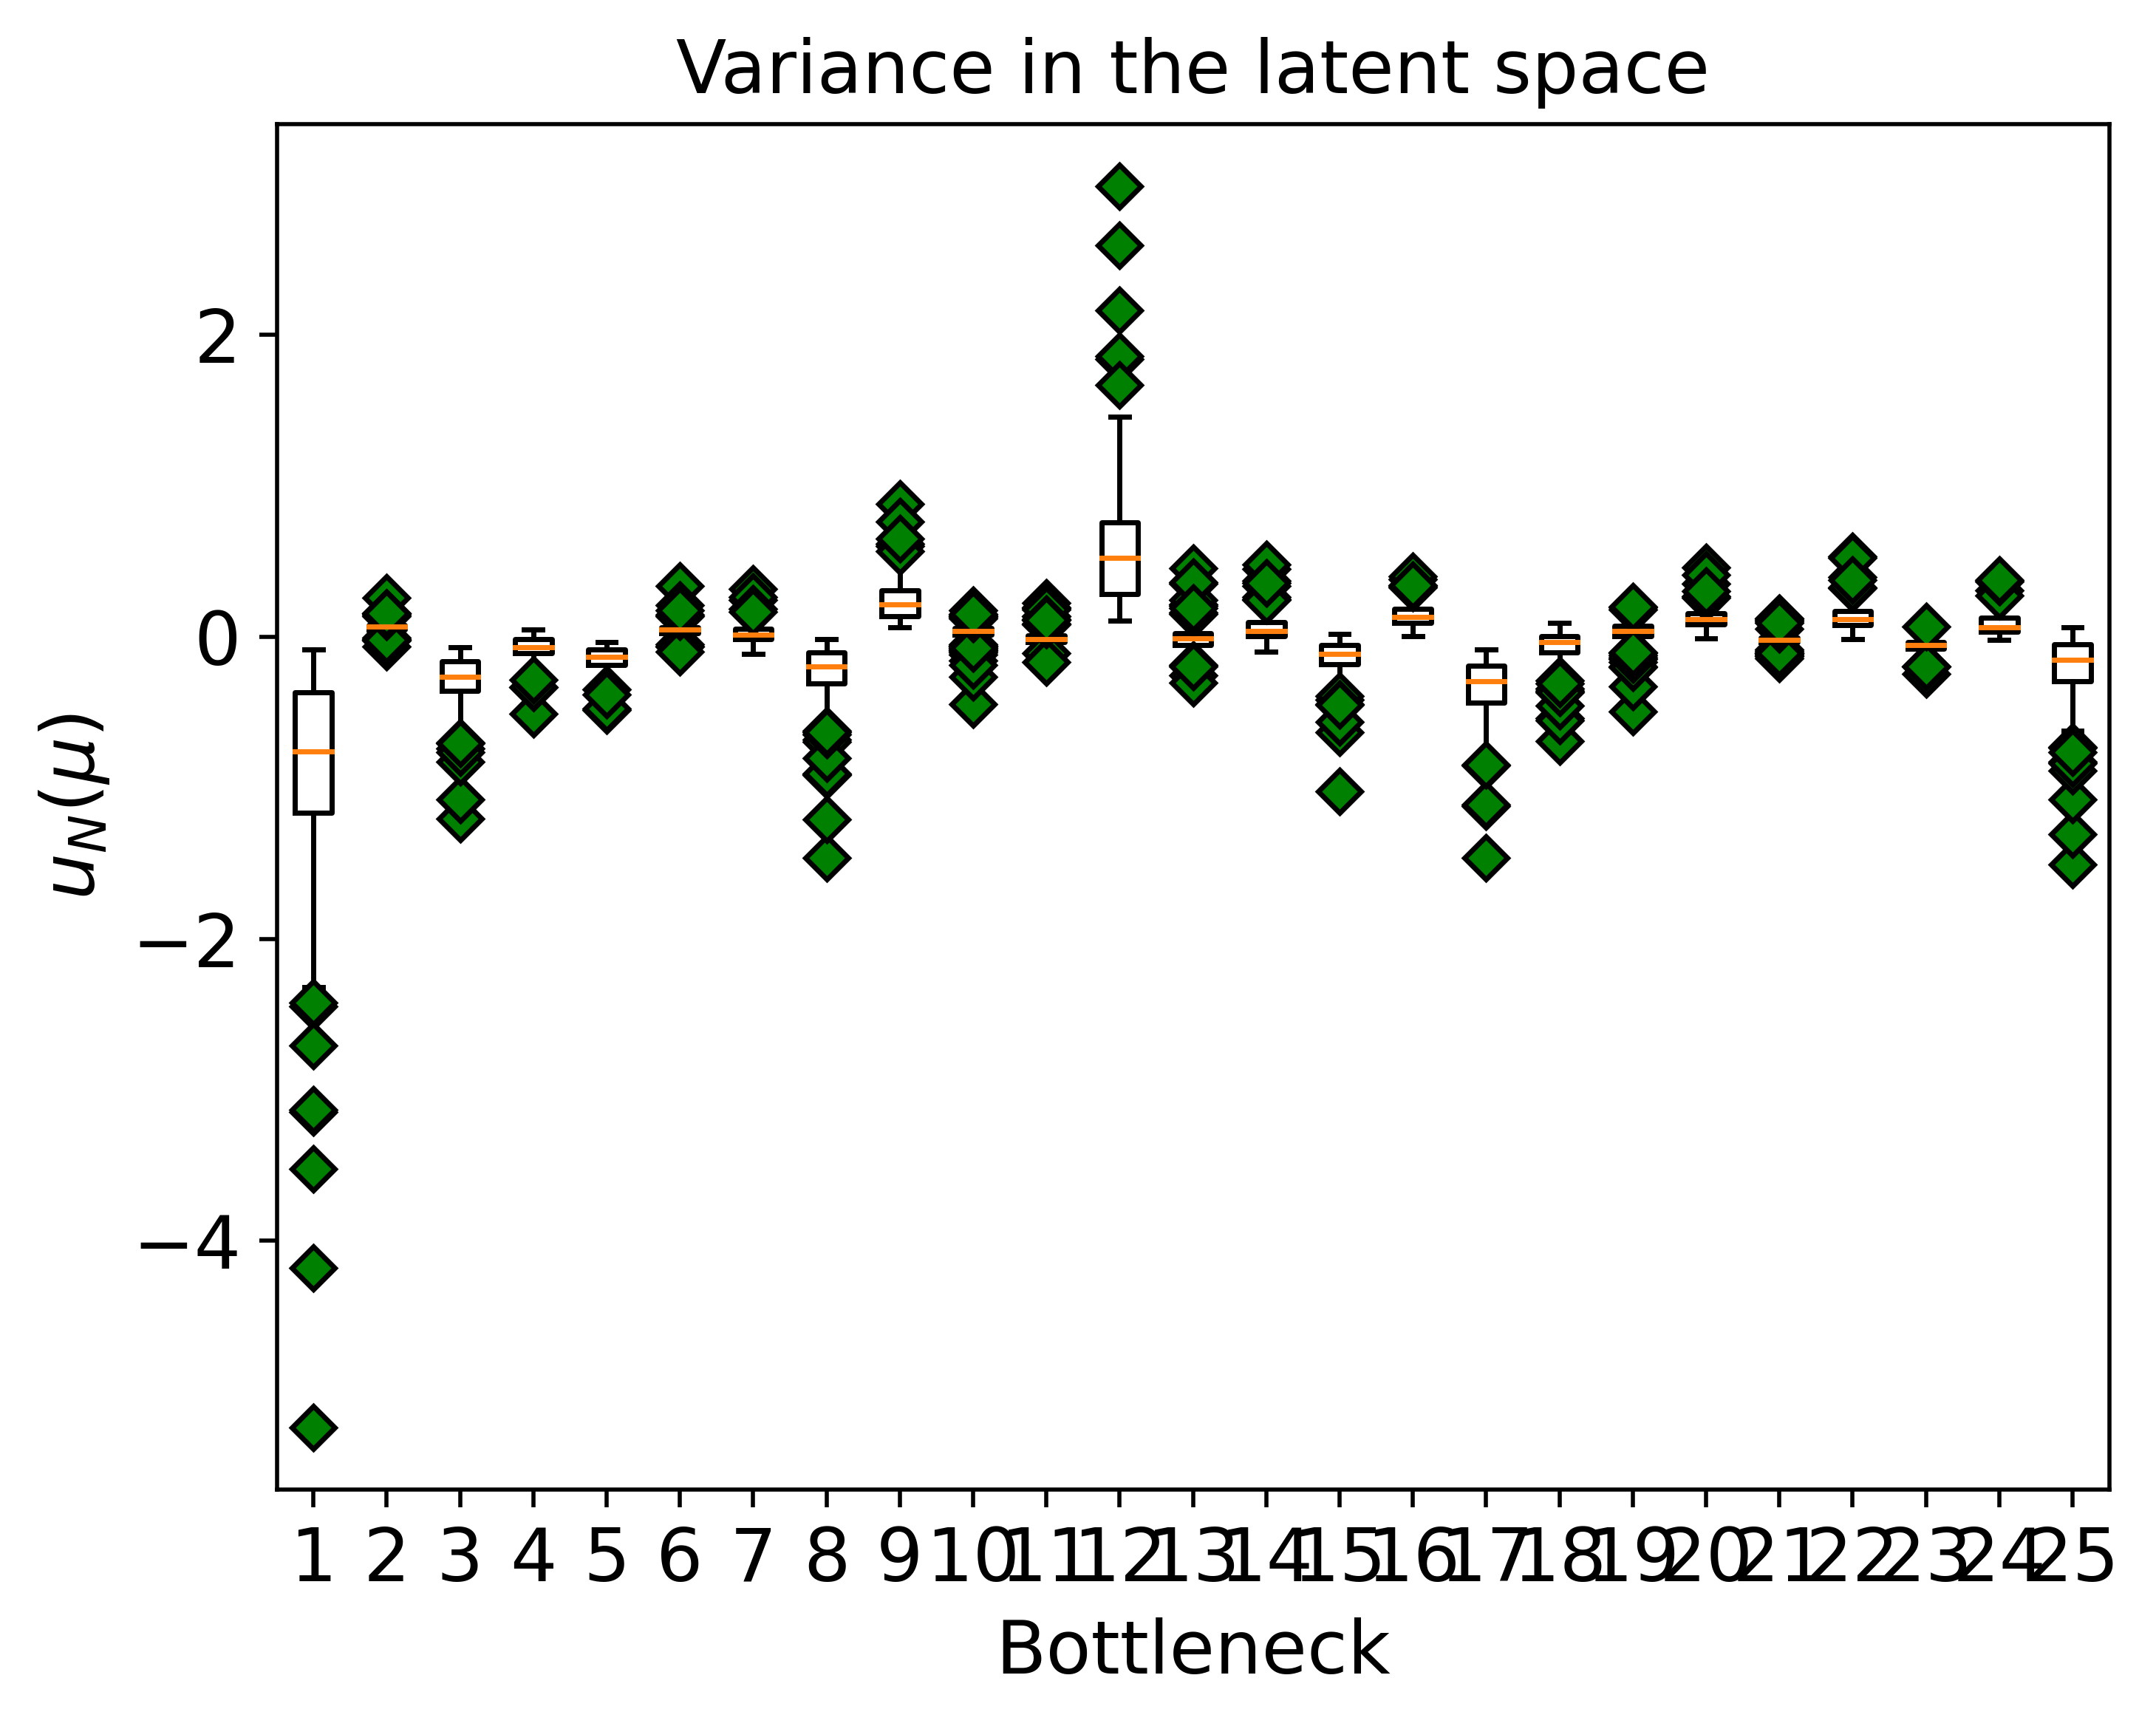 Variance in the latent space
2
0
−2
−4
u_N(μ)
1 2 3 4 5 6 7 8 9 10 11 12 13 14 15 16 17 18 19 20 21 22 23 24 25
Bottleneck